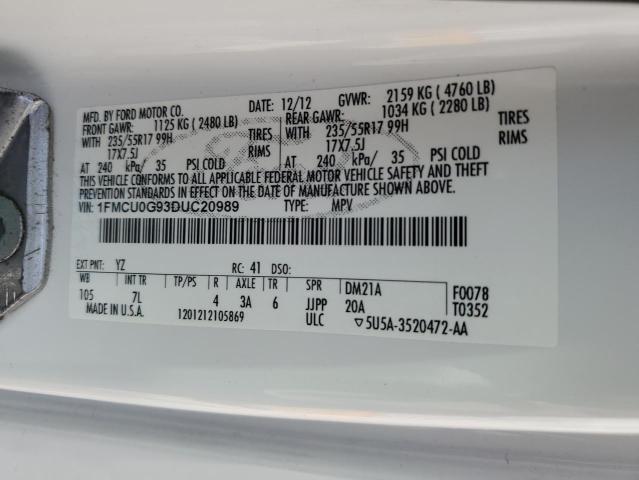 MFD. BY FORD MOTOR CO. DATE: 12/12 GVWR: 2159 KG ( 4760 LB)
FRONT GAWR: 1125 KG ( 2480 LB) REAR GAWR: 1034 KG ( 2280 LB)
WITH 235/55R17 99H TIRES WITH 235/55R17 99H TIRES
17X7.5J RIMS 17X7.5J RIMS
AT 240 kPa/ 35 PSI COLD AT 240 kPa/ 35 PSI COLD
THIS VEHICLE CONFORMS TO ALL APPLICABLE FEDERAL MOTOR VEHICLE SAFETY AND THEFT
PREVENTION STANDARDS IN EFFECT ON THE DATE OF MANUFACTURE SHOWN ABOVE.
VIN: 1FMCU0G93DUC20989 TYPE: MPV
EXT PNT: YZ RC: 41 DSO:
WB INT TR TP/PS R AXLE TR SPR DM21A F0078
105 7L 4 3A 6 JJPP 20A T0352
MADE IN U.S.A. 1201212105869 ULC ▽5U5A-3520472-AA